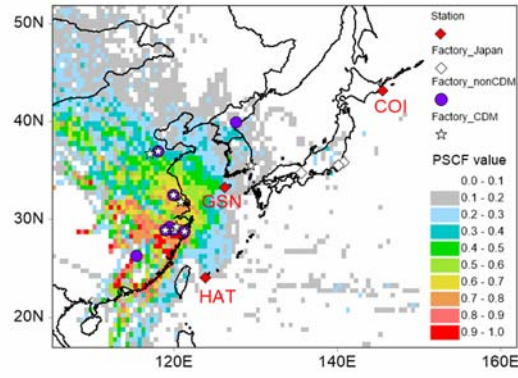 50N
40N
30N
20N
120E
140E
160E
COI
GSN
HAT
Station
Factory_Japan
Factory_nonCDM
Factory_CDM
PSCF value
0.0 - 0.1
0.1 - 0.2
0.2 - 0.3
0.3 - 0.4
0.4 - 0.5
0.5 - 0.6
0.6 - 0.7
0.7 - 0.8
0.8 - 0.9
0.9 - 1.0